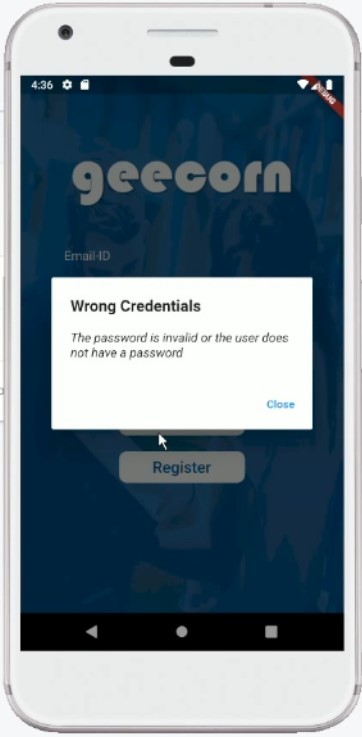 4:36
DEBUG
geecorn
Email-ID
Wrong Credentials
The password is invalid or the user does
not have a password
Close
Register